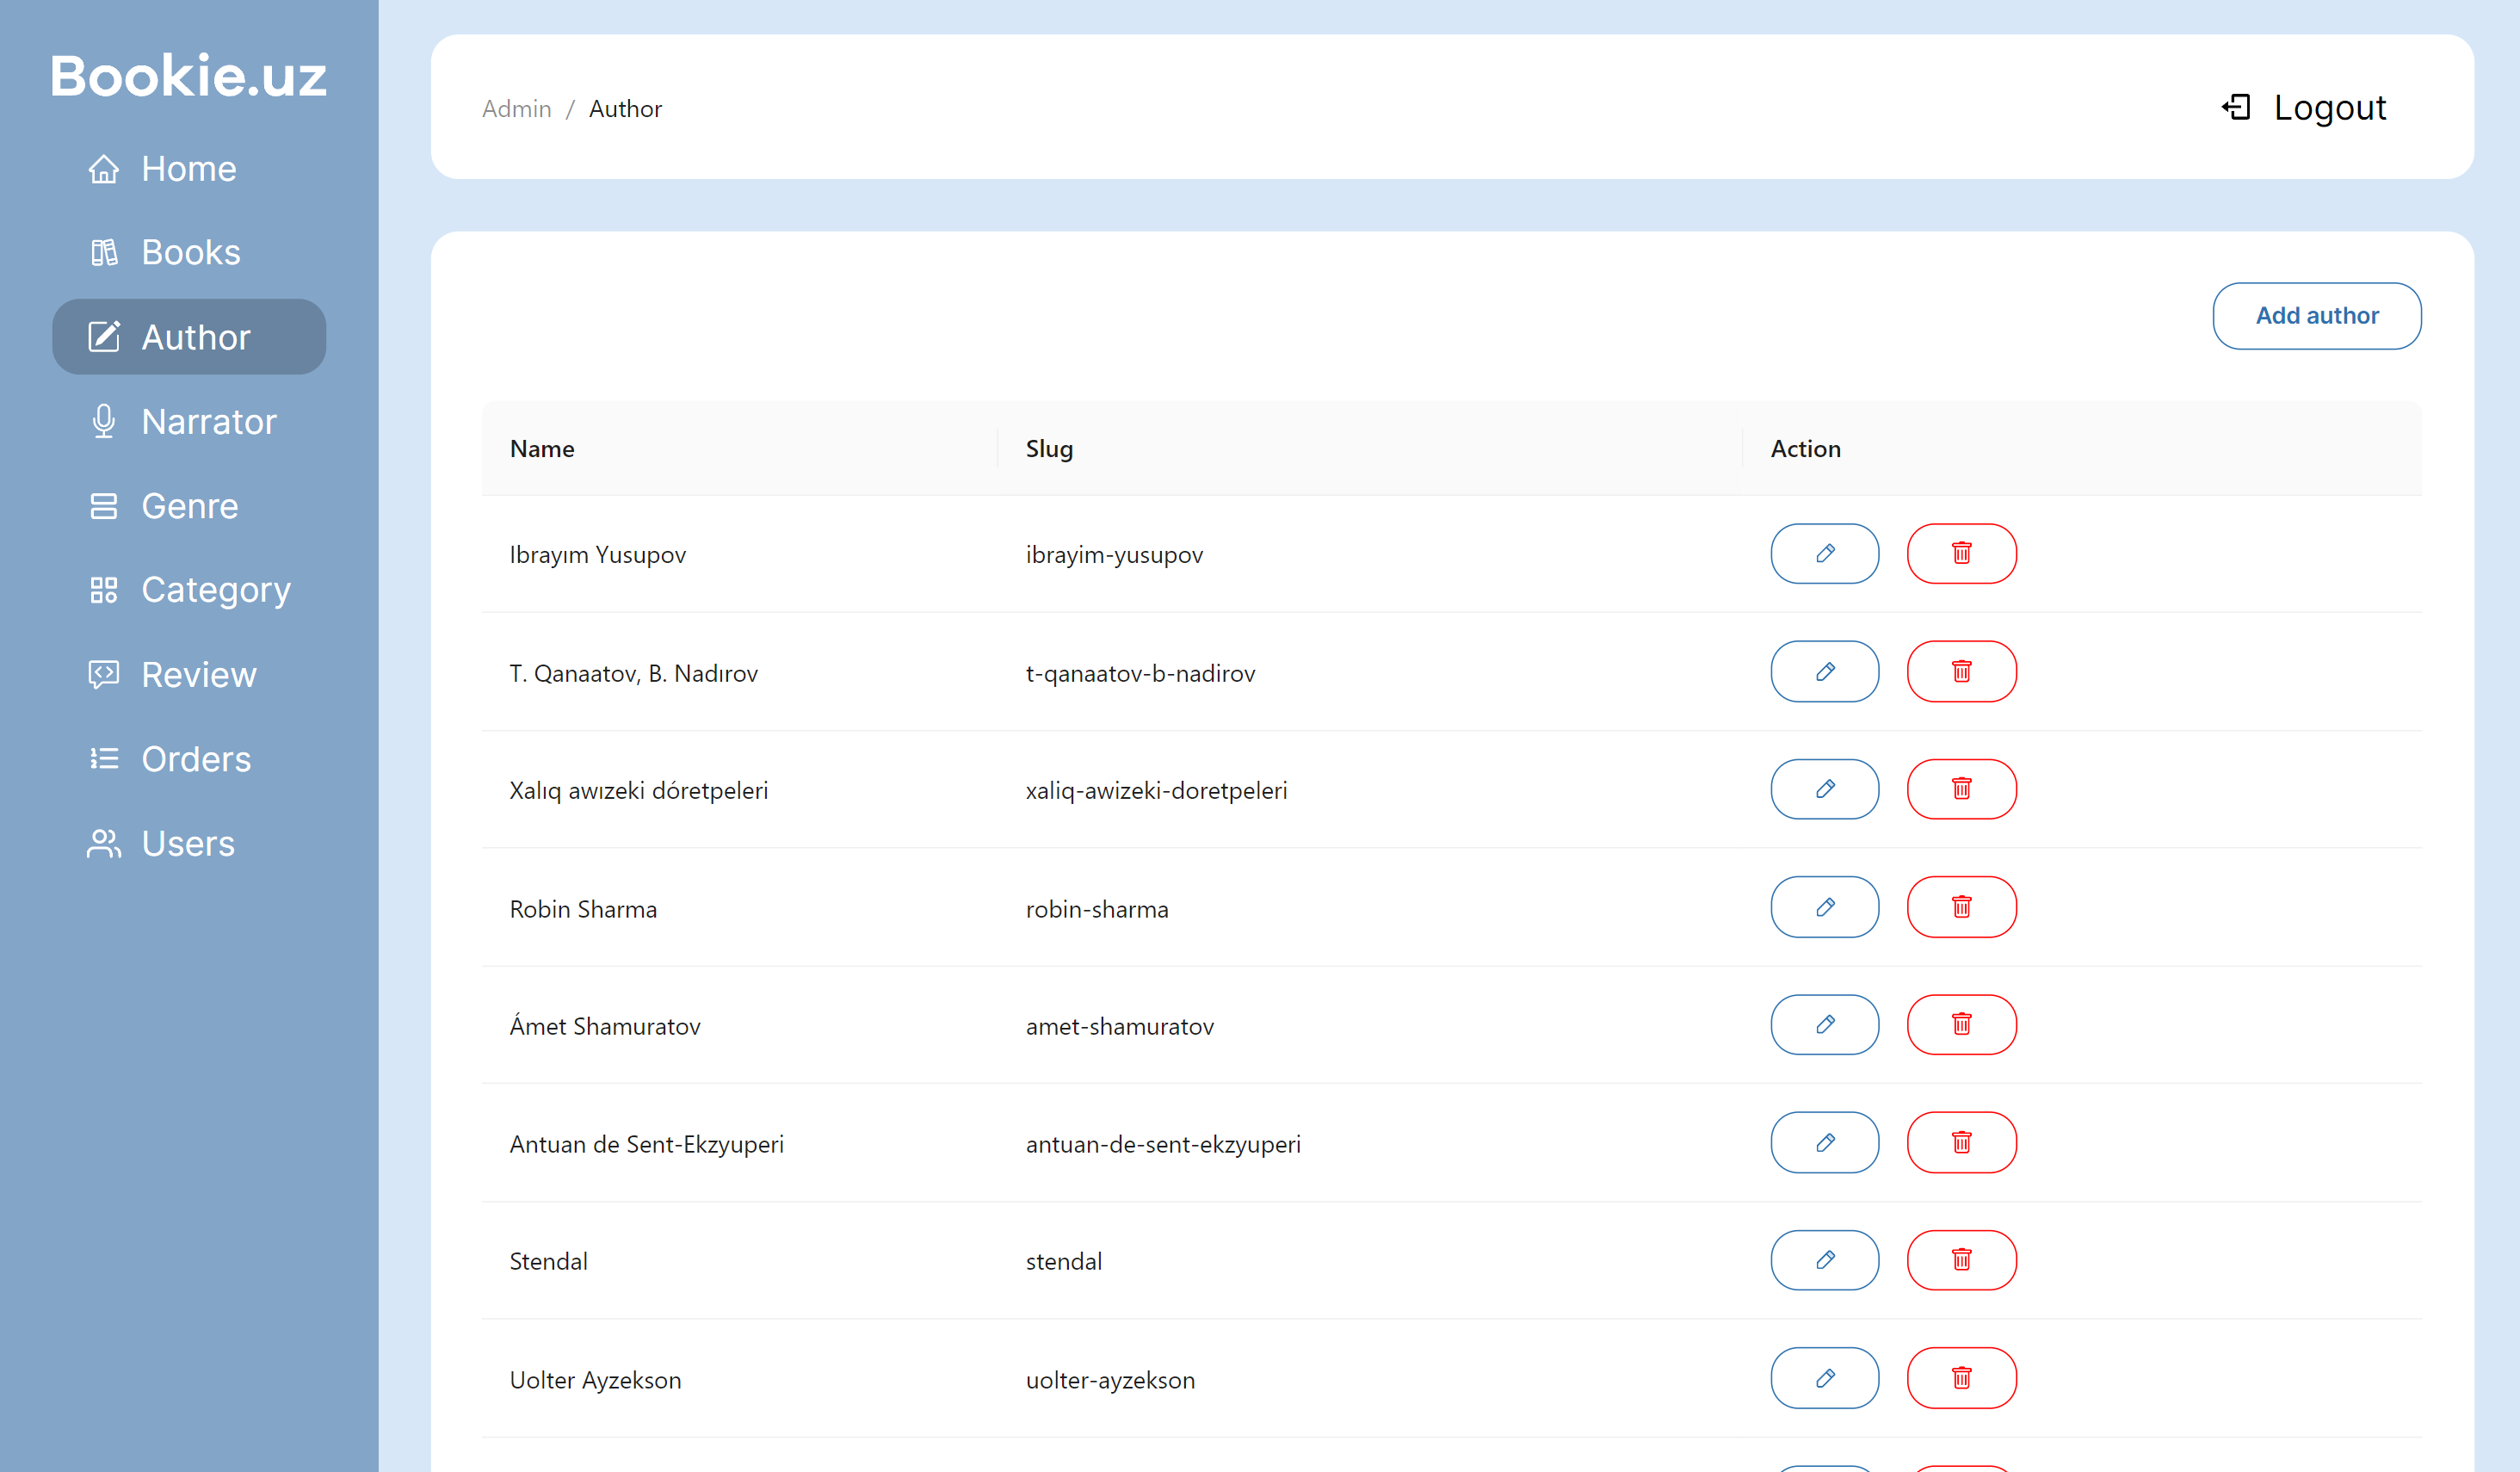 Bookie.uz
Home
Books
Author
Narrator
Genre
Category
Review
Orders
Users
Admin / Author
Logout
Add author
Name Slug Action
Ibrayım Yusupov ibrayim-yusupov
T. Qanaatov, B. Nadırov t-qanaatov-b-nadirov
Xalıq awızeki dóretpeleri xaliq-awizeki-doretpeleri
Robin Sharma robin-sharma
Ámet Shamuratov amet-shamuratov
Antuan de Sent-Ekzyuperi antuan-de-sent-ekzyuperi
Stendal stendal
Uolter Ayzekson uolter-ayzekson